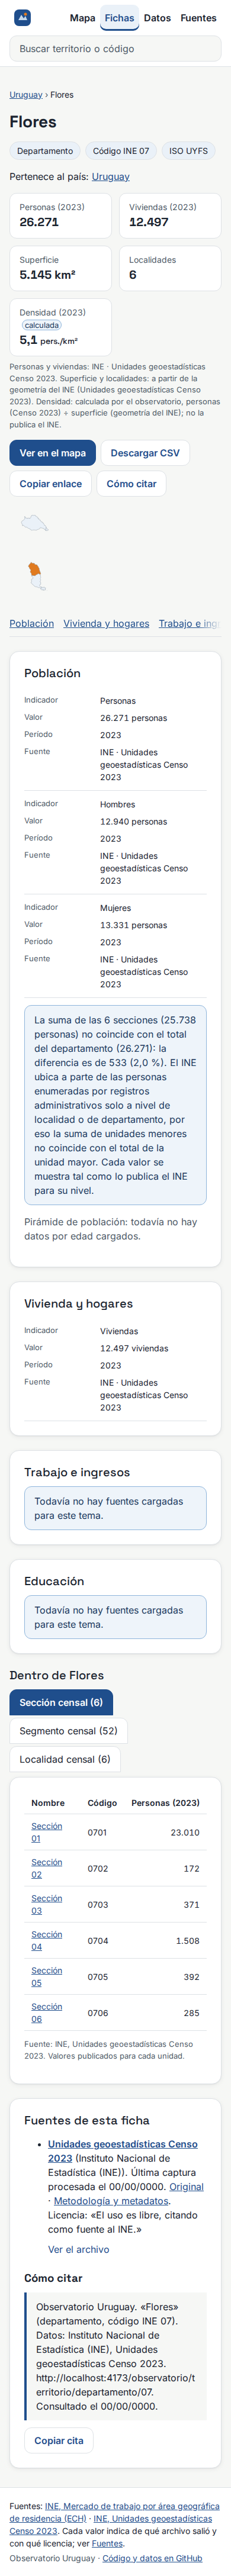 Mapa Fichas Datos Fuentes
Buscar territorio o código
Uruguay › Flores
Flores
Departamento Código INE 07 ISO UYFS
Pertenece al país: Uruguay
Personas (2023)
26.271
Viviendas (2023)
12.497
Superficie
5.145 km²
Localidades
6
Densidad (2023)
calculada
5,1 pers./km²
Personas y viviendas: INE · Unidades geoestadísticas
Censo 2023. Superficie y localidades: a partir de la
geometría del INE (Unidades geoestadísticas Censo
2023). Densidad: calculada por el observatorio, personas
(Censo 2023) ÷ superficie (geometría del INE); no la
publica el INE.
Ver en el mapa Descargar CSV
Copiar enlace Cómo citar
Población Vivienda y hogares Trabajo e ing
Población
Indicador Personas
Valor 26.271 personas
Período 2023
Fuente INE · Unidades
geoestadísticas Censo
2023
Indicador Hombres
Valor 12.940 personas
Período 2023
Fuente INE · Unidades
geoestadísticas Censo
2023
Indicador Mujeres
Valor 13.331 personas
Período 2023
Fuente INE · Unidades
geoestadísticas Censo
2023
La suma de las 6 secciones (25.738
personas) no coincide con el total
del departamento (26.271): la
diferencia es de 533 (2,0 %). El INE
ubica a parte de las personas
enumeradas por registros
administrativos solo a nivel de
localidad o de departamento, por
eso la suma de unidades menores
no coincide con el total de la
unidad mayor. Cada valor se
muestra tal como lo publica el INE
para su nivel.
Pirámide de población: todavía no hay
datos por edad cargados.
Vivienda y hogares
Indicador Viviendas
Valor 12.497 viviendas
Período 2023
Fuente INE · Unidades
geoestadísticas Censo
2023
Trabajo e ingresos
Todavía no hay fuentes cargadas
para este tema.
Educación
Todavía no hay fuentes cargadas
para este tema.
Dentro de Flores
Sección censal (6)
Segmento censal (52)
Localidad censal (6)
Nombre Código Personas (2023)
Sección
01 0701 23.010
Sección
02 0702 172
Sección
03 0703 371
Sección
04 0704 1.508
Sección
05 0705 392
Sección
06 0706 285
Fuente: INE, Unidades geoestadísticas Censo
2023. Valores publicados para cada unidad.
Fuentes de esta ficha
• Unidades geoestadísticas Censo
2023 (Instituto Nacional de
Estadística (INE)). Última captura
procesada el 00/00/0000. Original
· Metodología y metadatos.
Licencia: «El uso es libre, citando
como fuente al INE.»
Ver el archivo
Cómo citar
Observatorio Uruguay. «Flores»
(departamento, código INE 07).
Datos: Instituto Nacional de
Estadística (INE), Unidades
geoestadísticas Censo 2023.
http://localhost:4173/observatorio/t
erritorio/departamento/07.
Consultado el 00/00/0000.
Copiar cita
Fuentes: INE, Mercado de trabajo por área geográfica
de residencia (ECH) · INE, Unidades geoestadísticas
Censo 2023. Cada valor indica de qué archivo salió y
con qué licencia; ver Fuentes.
Observatorio Uruguay · Código y datos en GitHub